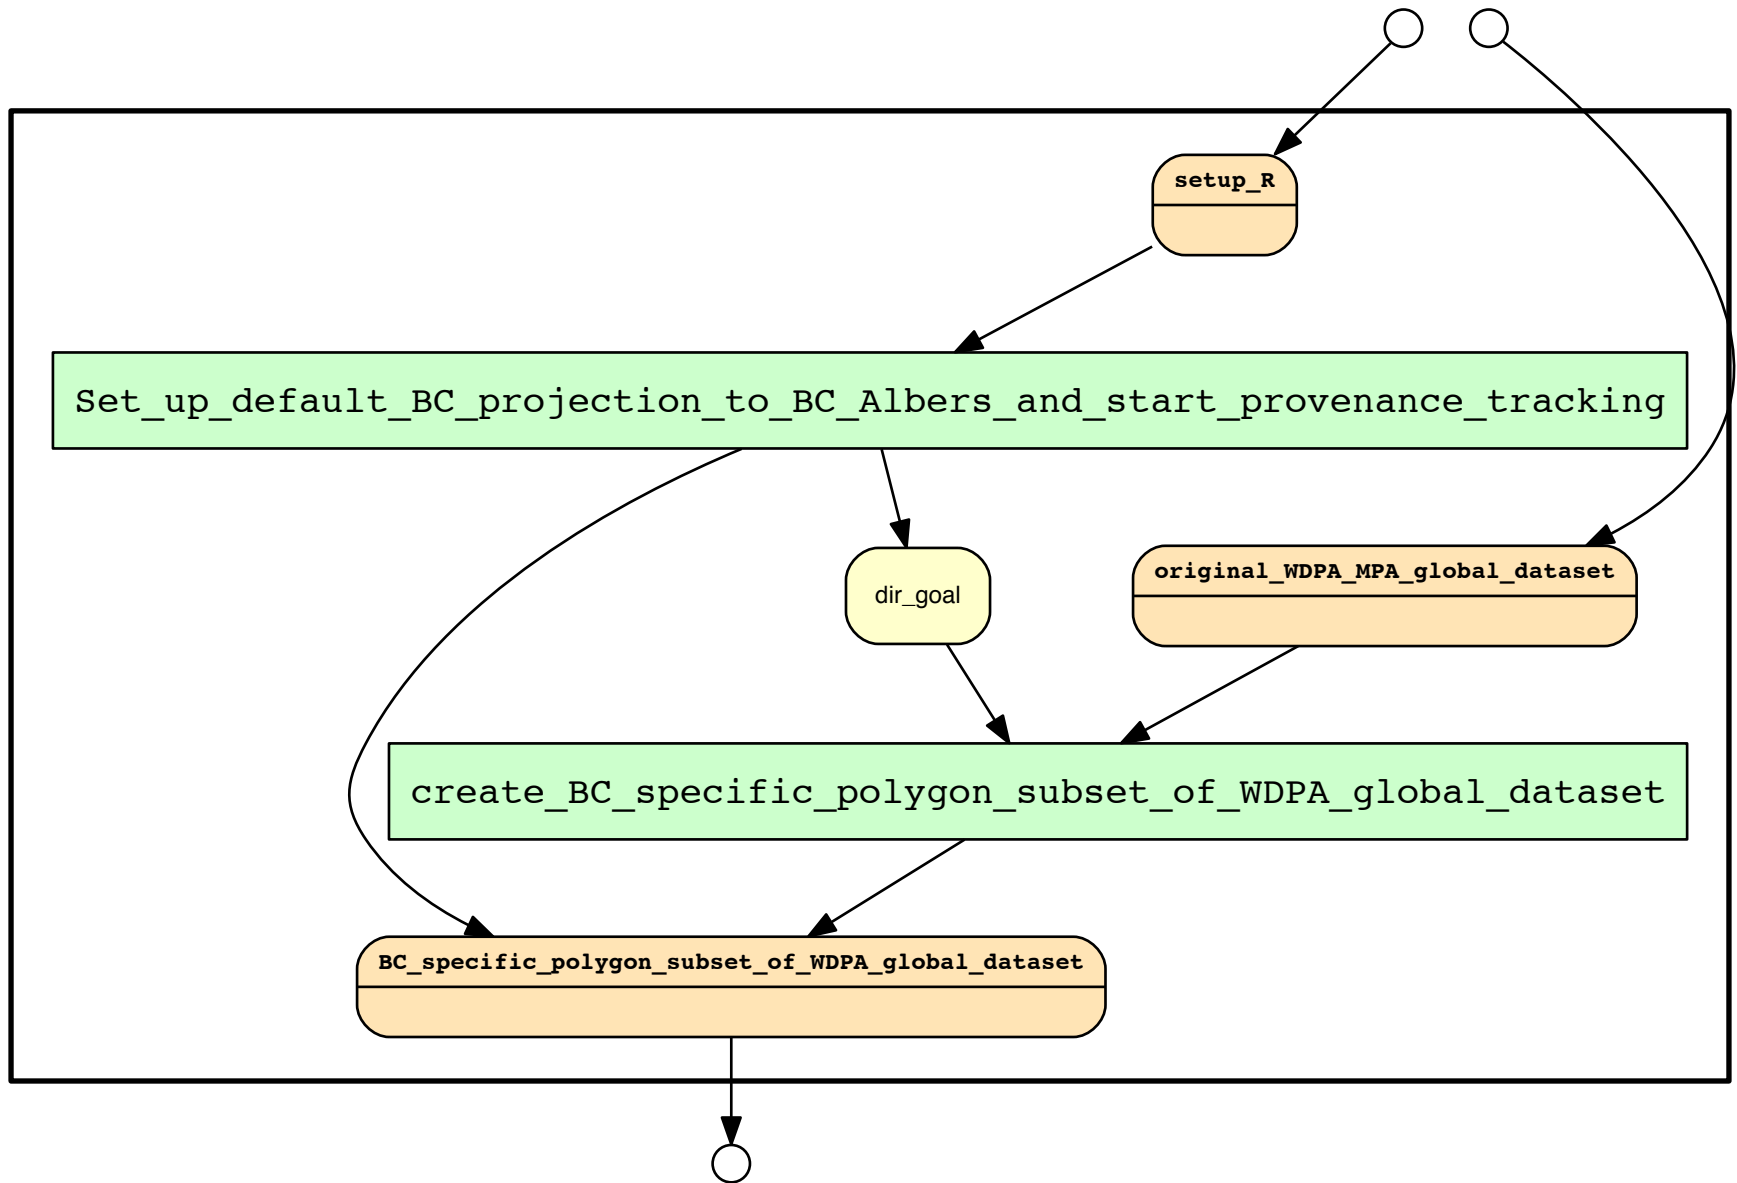 setup_R
Set_up_default_BC_projection_to_BC_Albers_and_start_provenance_tracking
dir_goal
original_WDPA_MPA_global_dataset
create_BC_specific_polygon_subset_of_WDPA_global_dataset
BC_specific_polygon_subset_of_WDPA_global_dataset